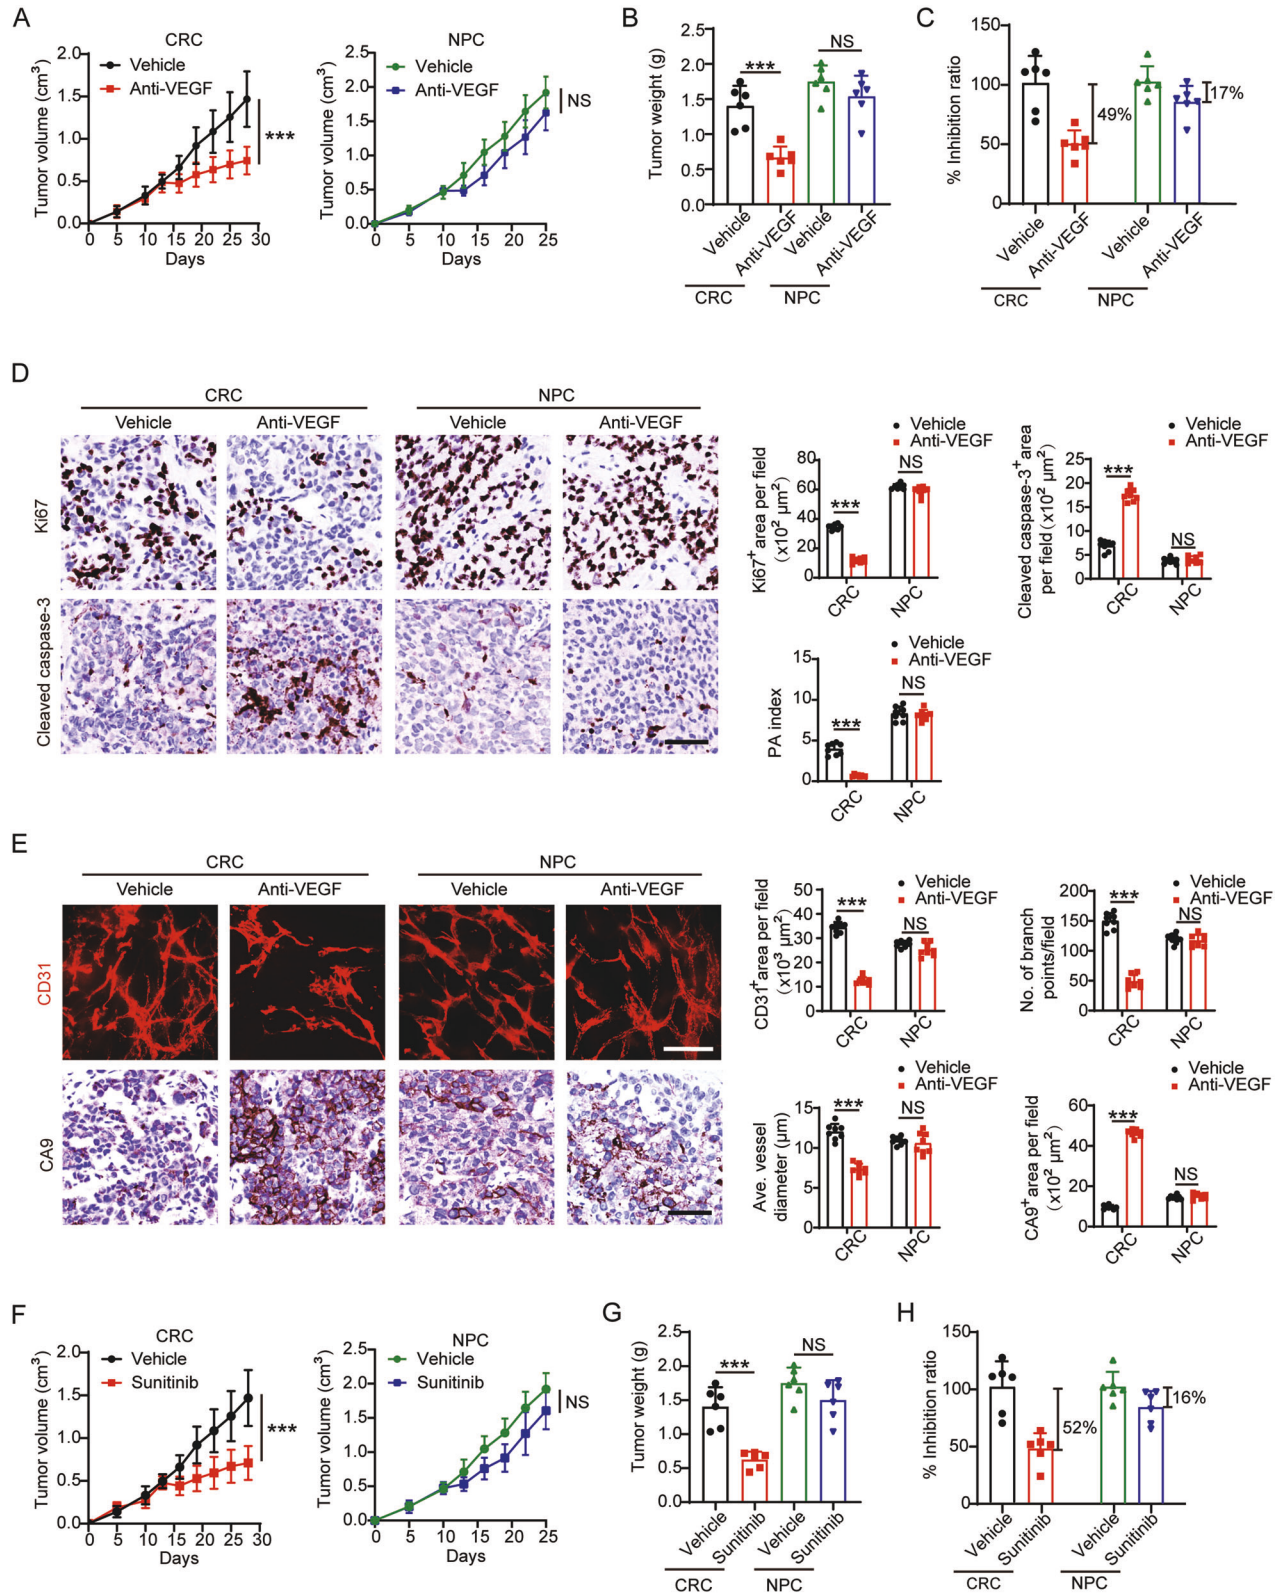 A
CRC
Vehicle
Anti-VEGF
Tumor volume (cm³)
2.0
1.5
1.0
0.5
0.0
***
0 5 10 15 20 25 30
Days
NPC
Vehicle
Anti-VEGF
Tumor volume (cm³)
2.5
2.0
1.5
1.0
0.5
0.0
NS
0 5 10 15 20 25
Days
B
Tumor weight (g)
2.5
2.0
1.5
1.0
0.5
0.0
***
NS
Vehicle
Anti-VEGF
Vehicle
Anti-VEGF
CRC
NPC
C
% Inhibition ratio
150
100
50
0
49%
17%
Vehicle
Anti-VEGF
Vehicle
Anti-VEGF
CRC
NPC
D
CRC
NPC
Vehicle
Anti-VEGF
Vehicle
Anti-VEGF
Ki67
Cleaved caspase-3
Vehicle
Anti-VEGF
Ki67⁺ area per field
(x10² µm²)
80
60
40
20
0
***
NS
CRC
NPC
Vehicle
Anti-VEGF
Cleaved caspase-3⁺ area
per field (x10² µm²)
25
20
15
10
5
0
***
NS
CRC
NPC
Vehicle
Anti-VEGF
PA index
15
10
5
0
***
NS
CRC
NPC
E
CRC
NPC
Vehicle
Anti-VEGF
Vehicle
Anti-VEGF
CD31
CA9
Vehicle
Anti-VEGF
CD31⁺ area per field
(x10³ µm²)
50
40
30
20
10
0
***
NS
CRC
NPC
Vehicle
Anti-VEGF
No. of branch
points/field
200
150
100
50
0
***
NS
CRC
NPC
Vehicle
Anti-VEGF
Ave. vessel
diameter (µm)
15
10
5
0
***
NS
CRC
NPC
Vehicle
Anti-VEGF
CA9⁺ area per field
(x10² µm²)
60
40
20
0
***
NS
CRC
NPC
F
CRC
Vehicle
Sunitinib
Tumor volume (cm³)
2.0
1.5
1.0
0.5
0.0
***
0 5 10 15 20 25 30
Days
NPC
Vehicle
Sunitinib
Tumor volume (cm³)
2.5
2.0
1.5
1.0
0.5
0.0
NS
0 5 10 15 20 25
Days
G
Tumor weight (g)
2.5
2.0
1.5
1.0
0.5
0.0
***
NS
Vehicle
Sunitinib
Vehicle
Sunitinib
CRC
NPC
H
% Inhibition ratio
150
100
50
0
52%
16%
Vehicle
Sunitinib
Vehicle
Sunitinib
CRC
NPC